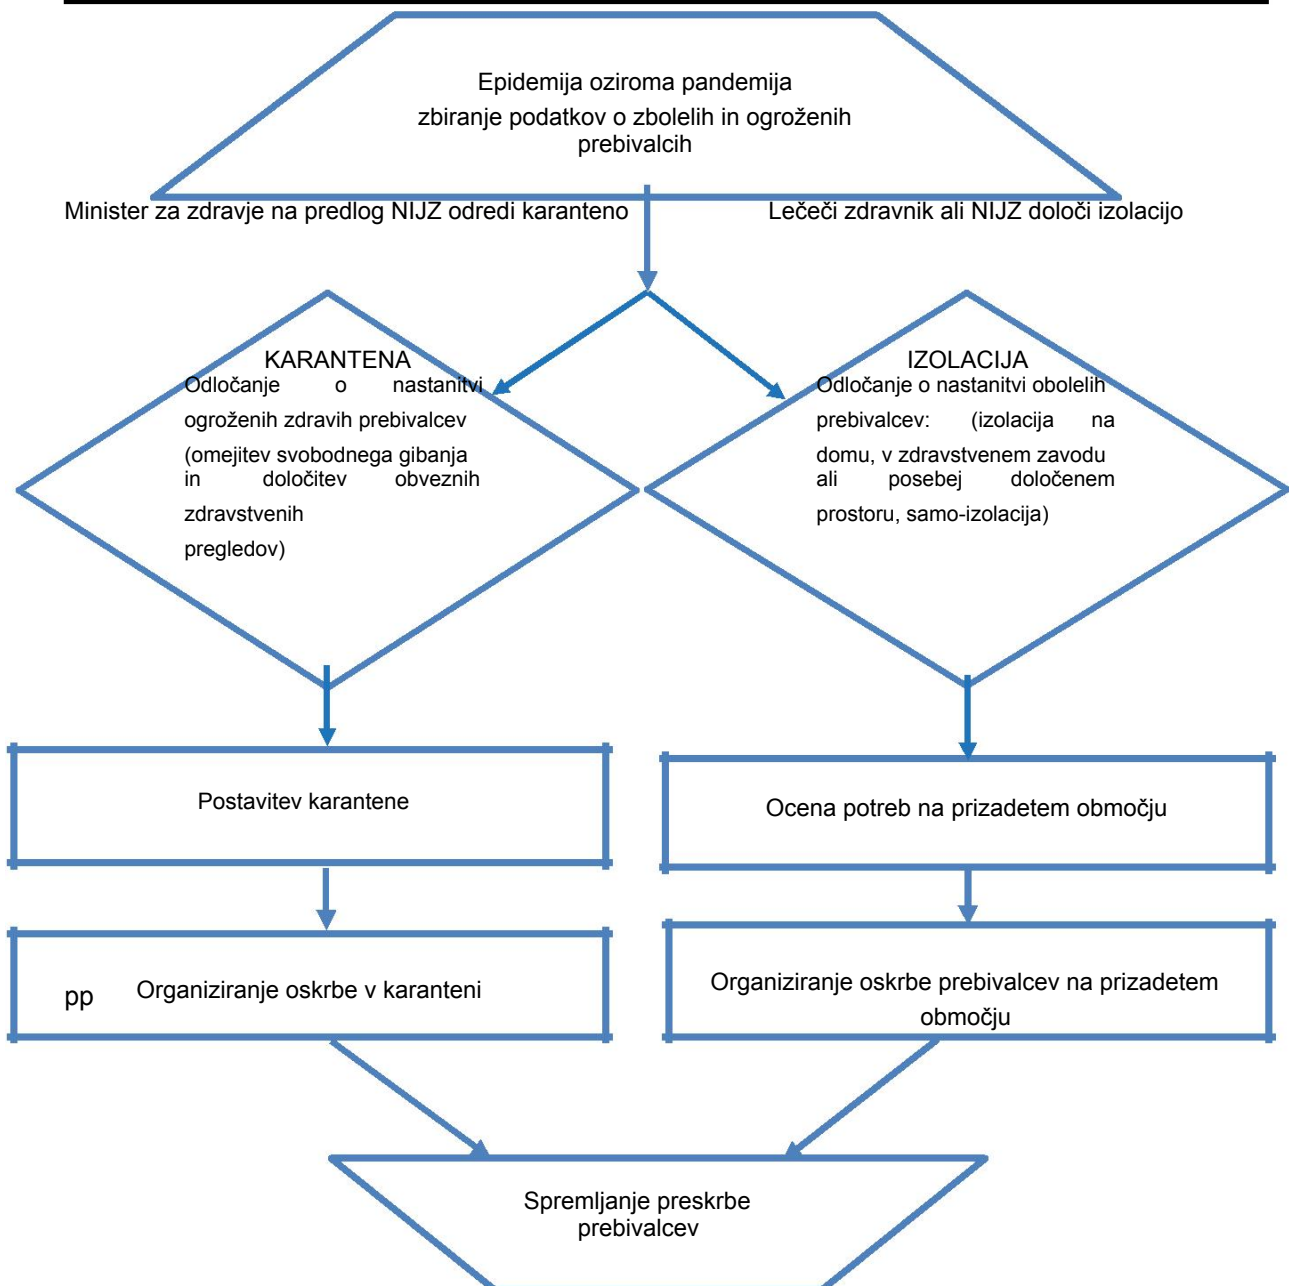 Epidemija oziroma pandemija
zbiranje podatkov o zbolelih in ogroženih
prebivalcih
Minister za zdravje na predlog NIJZ odredi karanteno
Lečeči zdravnik ali NIJZ določi izolacijo
KARANTENA
Odločanje o nastanitvi
ogroženih zdravih prebivalcev
(omejitev svobodnega gibanja
in določitev obveznih
zdravstvenih
pregledov)
IZOLACIJA
Odločanje o nastanitvi obolelih
prebivalcev: (izolacija na
domu, v zdravstvenem zavodu
ali posebej določenem
prostoru, samo-izolacija)
Postavitev karantene
Ocena potreb na prizadetem območju
pp Organiziranje oskrbe v karanteni
Organiziranje oskrbe prebivalcev na prizadetem
območju
Spremljanje preskrbe
prebivalcev